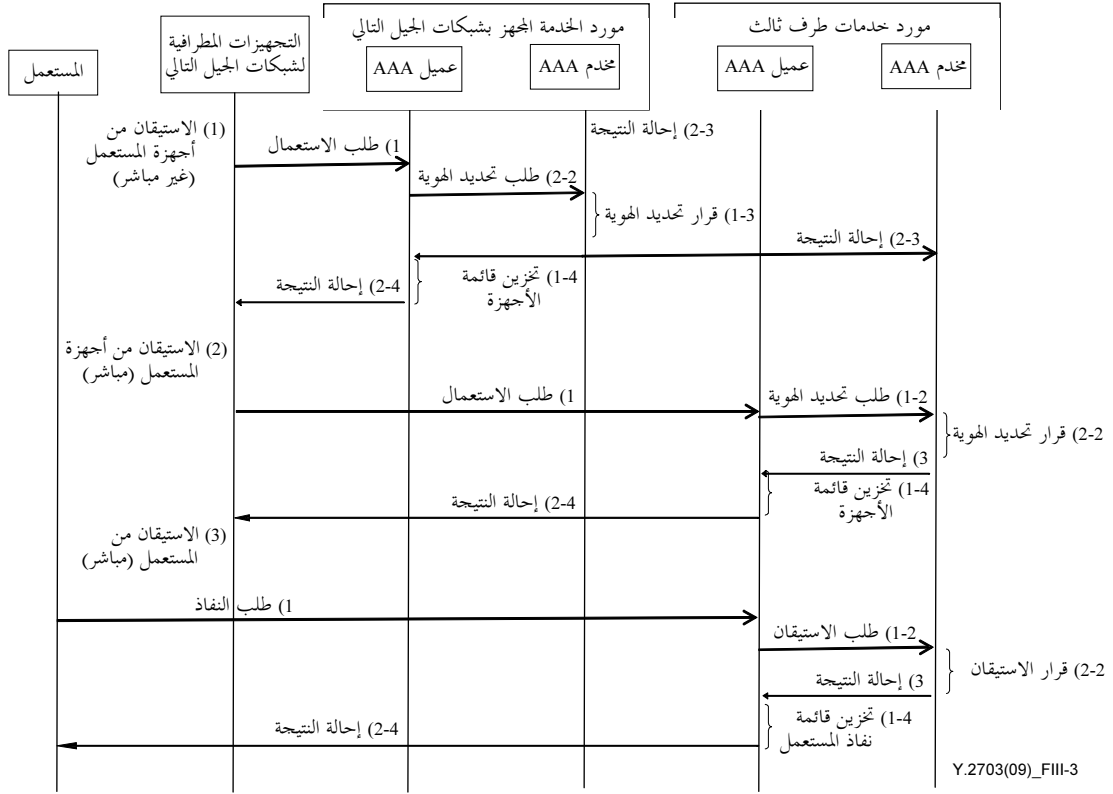 مورد خدمات طرف ثالث
مورد الخدمة المجهز بشبكات الجيل التالي
التجهيزات المطرافية
لشبكات الجيل التالي
المستعمل
عميل AAA
مخدم AAA
عميل AAA
مخدم AAA
(1) الاستيقان من
أجهزة المستعمل
(غير مباشر)
1) طلب الاستعمال
2-3) إحالة النتيجة
2-2) طلب تحديد الهوية
1-3) قرار تحديد الهوية
2-3) إحالة النتيجة
1-4) تخزين قائمة
الأجهزة
2-4) إحالة النتيجة
(2) الاستيقان من أجهزة
المستعمل (مباشر)
1) طلب الاستعمال
1-2) طلب تحديد الهوية
2-2) قرار تحديد الهوية
3) إحالة النتيجة
1-4) تخزين قائمة
الأجهزة
2-4) إحالة النتيجة
(3) الاستيقان من
المستعمل (مباشر)
1) طلب النفاذ
1-2) طلب الاستيقان
2-2) قرار الاستيقان
3) إحالة النتيجة
1-4) تخزين قائمة
نفاذ المستعمل
2-4) إحالة النتيجة
Y.2703(09)_FIII-3